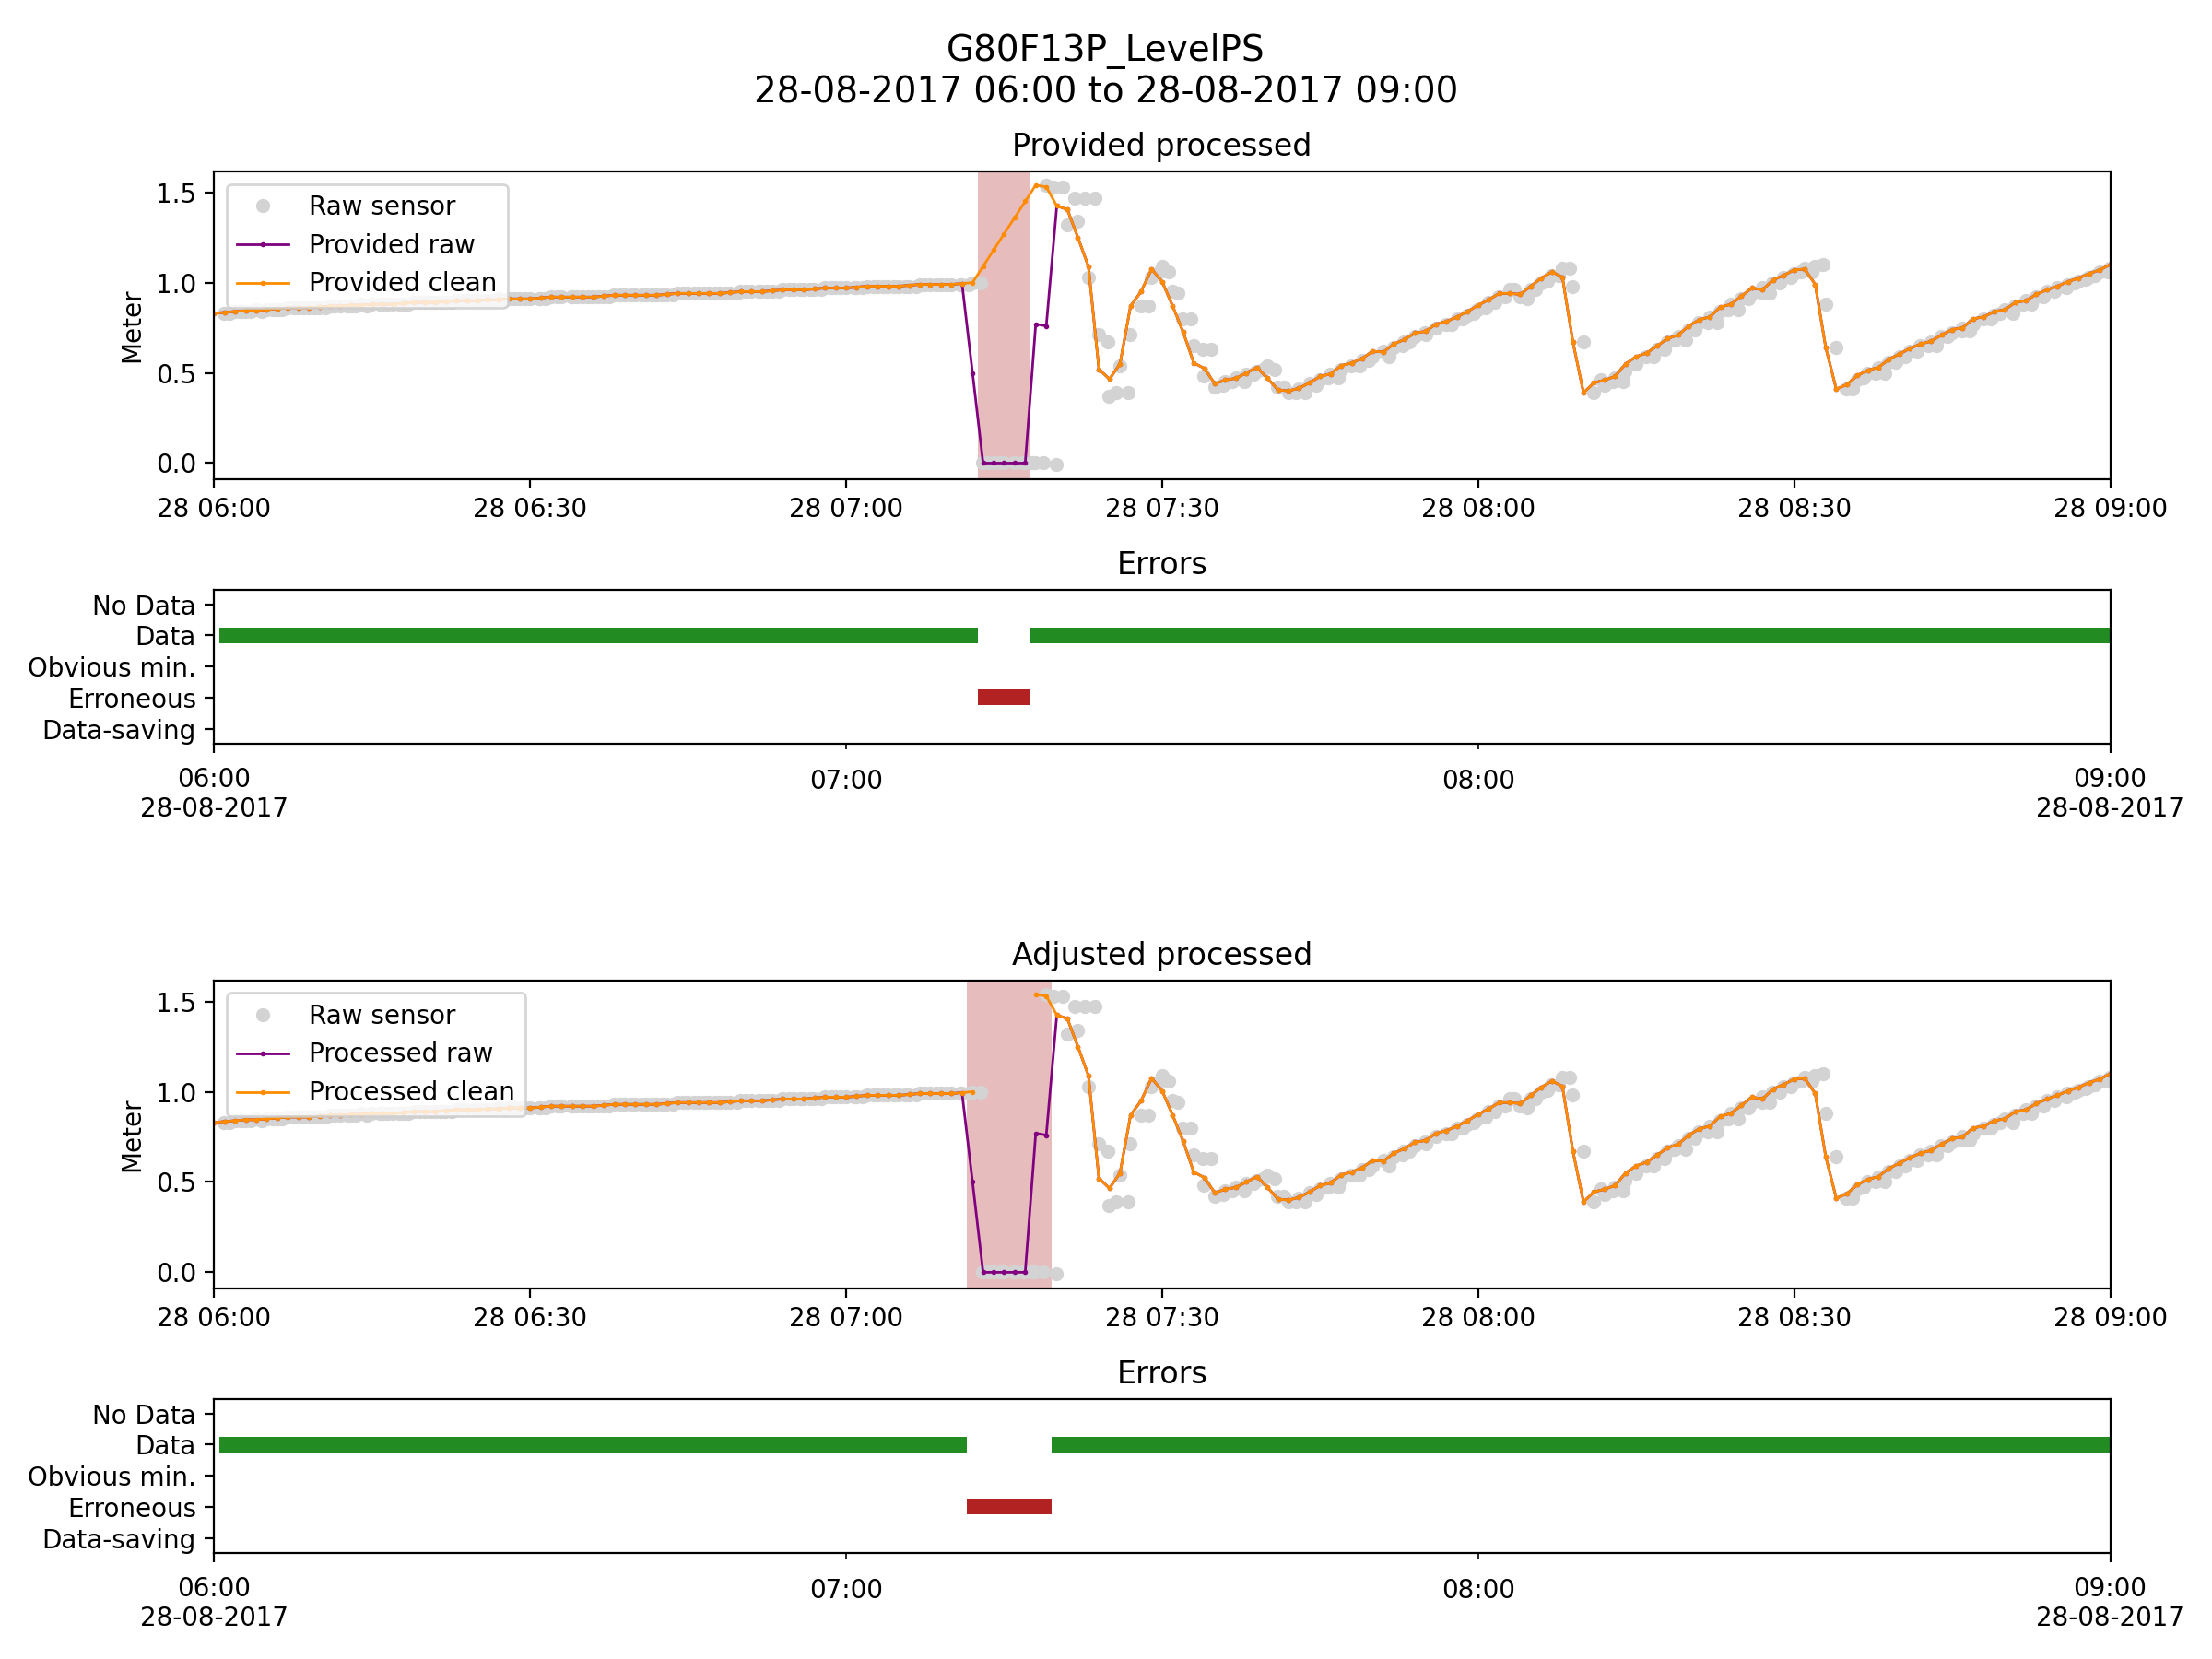 G80F13P_LevelPS
28-08-2017 06:00 to 28-08-2017 09:00
Provided processed
Raw sensor
Provided raw
Provided clean
Meter
1.5
1.0
0.5
0.0
28 06:00 28 06:30 28 07:00 28 07:30 28 08:00 28 08:30 28 09:00
Errors
No Data
Data
Obvious min.
Erroneous
Data-saving
06:00 07:00 08:00 09:00
28-08-2017 28-08-2017
Adjusted processed
Raw sensor
Processed raw
Processed clean
Meter
1.5
1.0
0.5
0.0
28 06:00 28 06:30 28 07:00 28 07:30 28 08:00 28 08:30 28 09:00
Errors
No Data
Data
Obvious min.
Erroneous
Data-saving
06:00 07:00 08:00 09:00
28-08-2017 28-08-2017